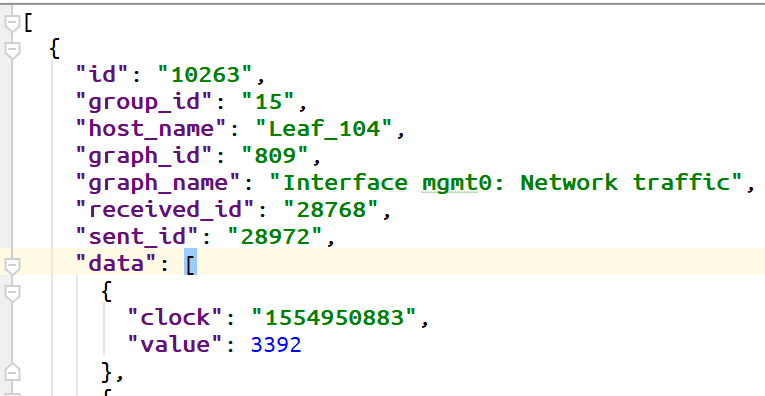 [
{
"id": "10263",
"group_id": "15",
"host_name": "Leaf_104",
"graph_id": "809",
"graph_name": "Interface mgmt0: Network traffic",
"received_id": "28768",
"sent_id": "28972",
"data": [
{
"clock": "1554950883",
"value": 3392
},
{